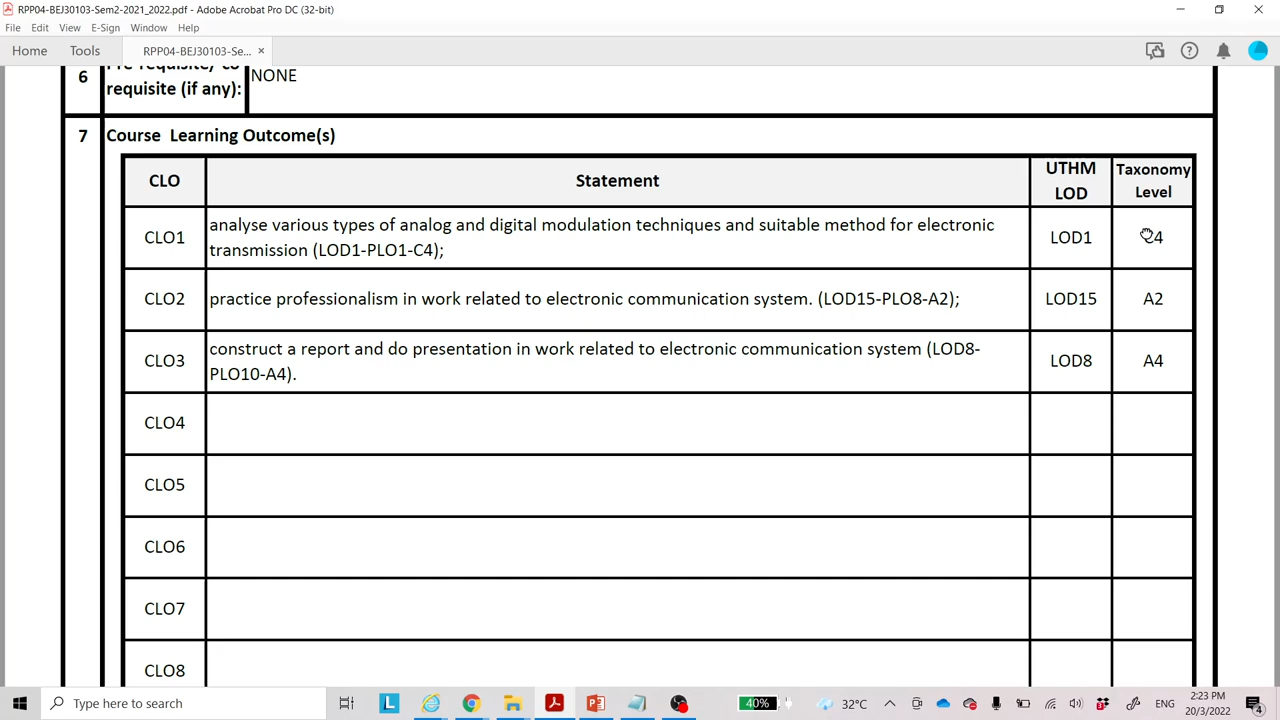 RPP04-BEJ30103-Sem2-2021_2022.pdf - Adobe Acrobat Pro DC (32-bit)
File Edit View E-Sign Window Help
Home Tools RPP04-BEJ30103-Se... ×
6 requisite (if any): NONE
7 Course Learning Outcome(s)
CLO Statement UTHM LOD Taxonomy Level
CLO1 analyse various types of analog and digital modulation techniques and suitable method for electronic
transmission (LOD1-PLO1-C4); LOD1 4
CLO2 practice professionalism in work related to electronic communication system. (LOD15-PLO8-A2); LOD15 A2
CLO3 construct a report and do presentation in work related to electronic communication system (LOD8-
PLO10-A4). LOD8 A4
CLO4
CLO5
CLO6
CLO7
CLO8
Type here to search L 40% 32°C ENG 2:23 PM
20/3/2022 4